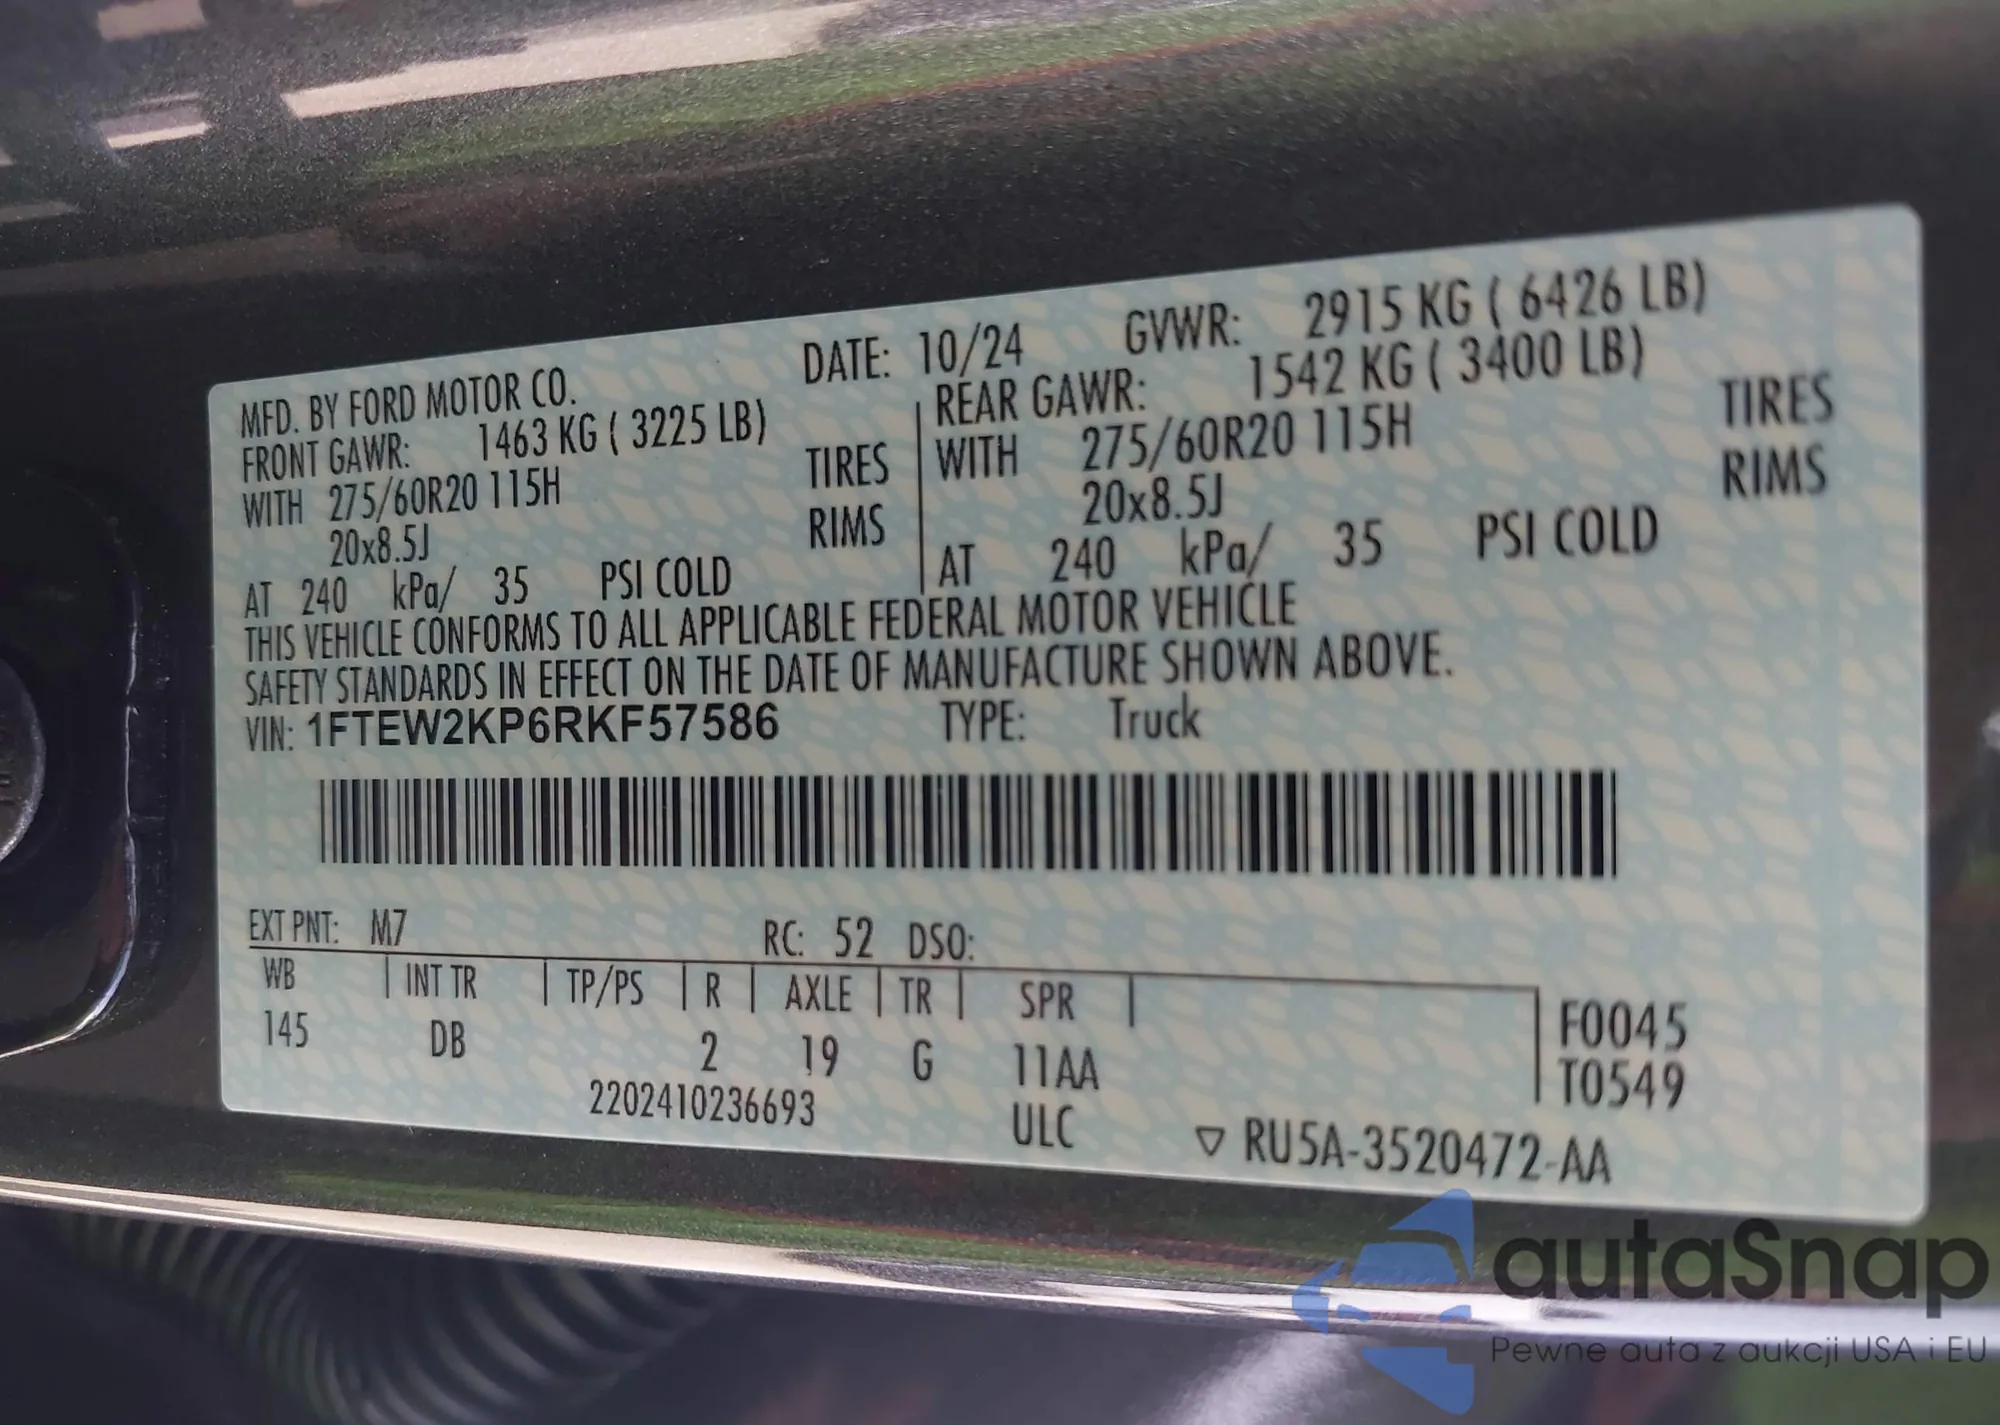 MFD. BY FORD MOTOR CO. DATE: 10/24 GVWR: 2915 KG ( 6426 LB)
FRONT GAWR: 1463 KG ( 3225 LB) REAR GAWR: 1542 KG ( 3400 LB)
WITH 275/60R20 115H TIRES WITH 275/60R20 115H TIRES
20x8.5J RIMS 20x8.5J RIMS
AT 240 kPa/ 35 PSI COLD AT 240 kPa/ 35 PSI COLD
THIS VEHICLE CONFORMS TO ALL APPLICABLE FEDERAL MOTOR VEHICLE
SAFETY STANDARDS IN EFFECT ON THE DATE OF MANUFACTURE SHOWN ABOVE.
VIN: 1FTEW2KP6RKF57586 TYPE: Truck
EXT PNT: M7 RC: 52 DSO:
WB INT TR TP/PS R AXLE TR SPR F0045
145 DB 2 19 G 11AA T0549
2202410236693 ULC ▽ RU5A-3520472-AA
autaSnap
Pewne auta z aukcji USA i EU